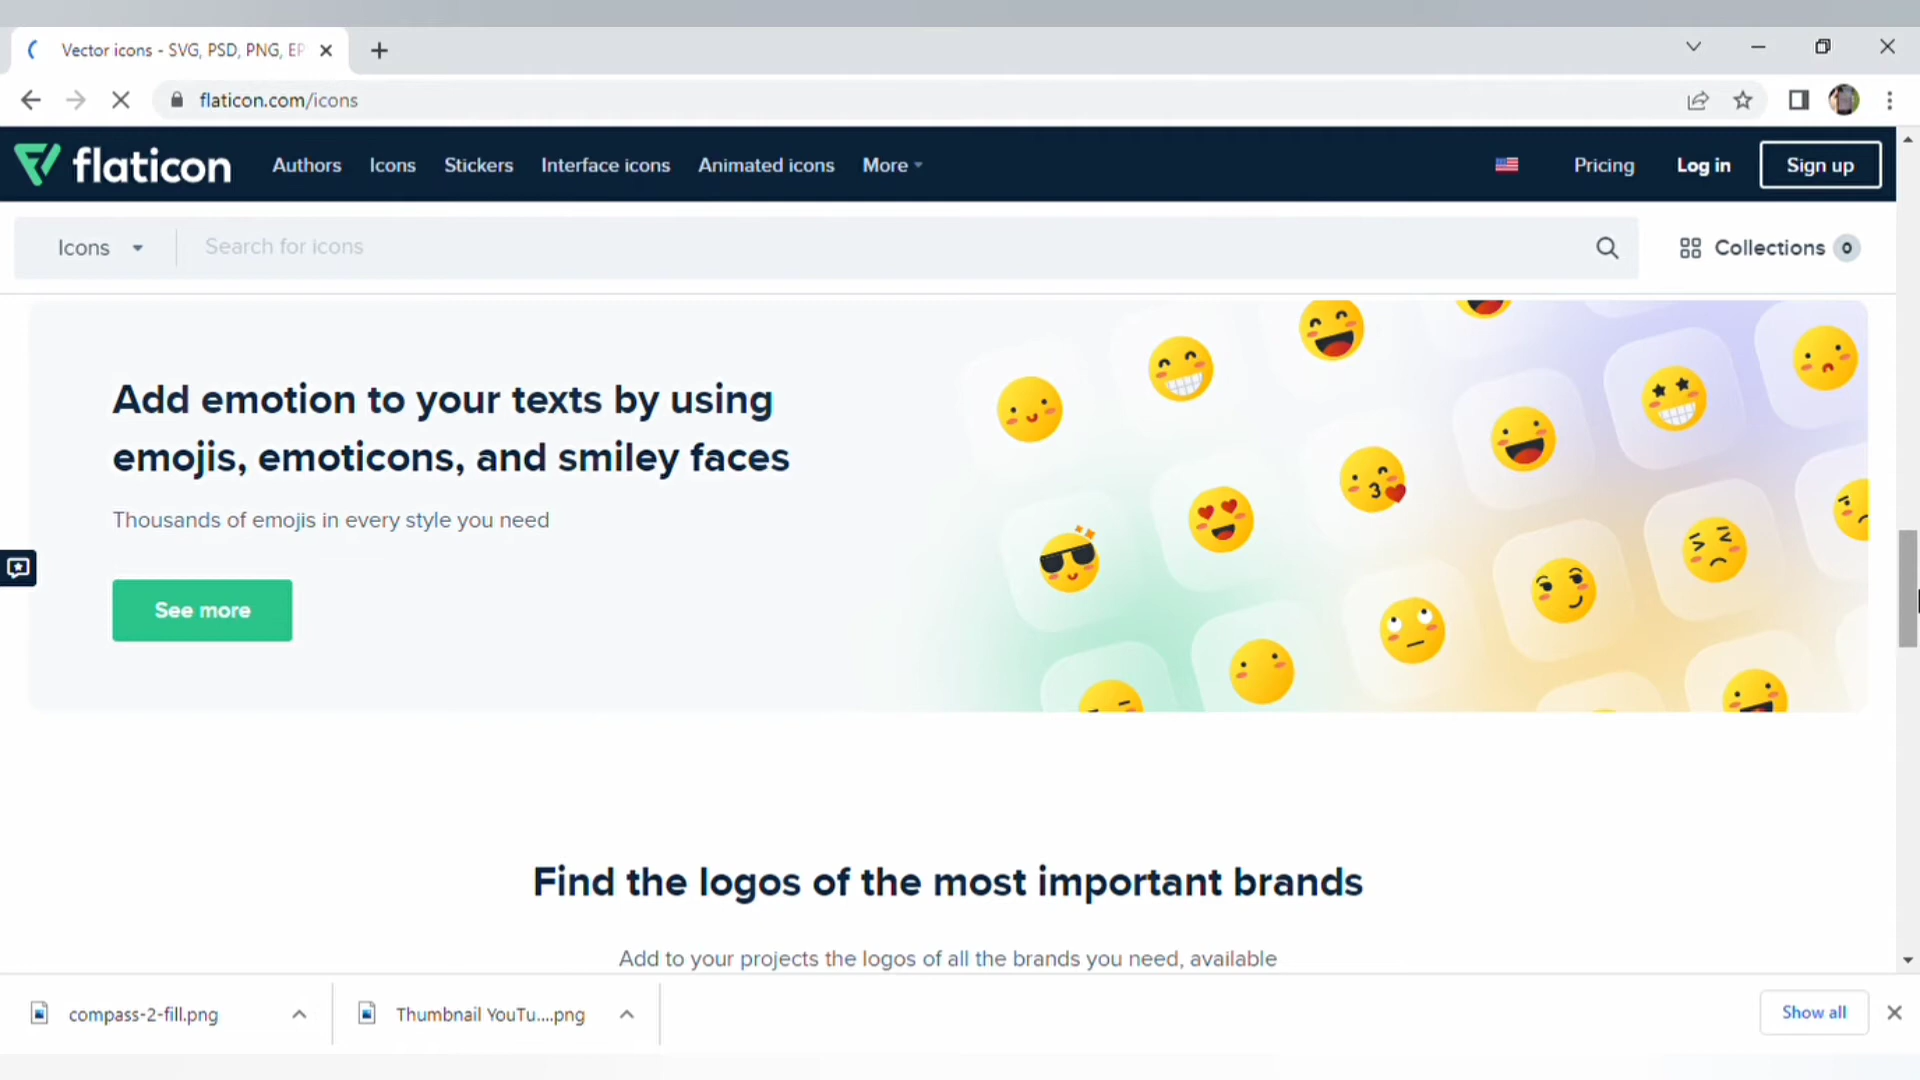 Vector icons - SVG, PSD, PNG, EP
flaticon.com/icons
flaticon
Authors
Icons
Stickers
Interface icons
Animated icons
More
Pricing
Log in
Sign up
Icons
Search for icons
Collections 0
Add emotion to your texts by using
emojis, emoticons, and smiley faces
Thousands of emojis in every style you need
See more
Find the logos of the most important brands
Add to your projects the logos of all the brands you need, available
compass-2-fill.png
Thumbnail YouTu....png
Show all